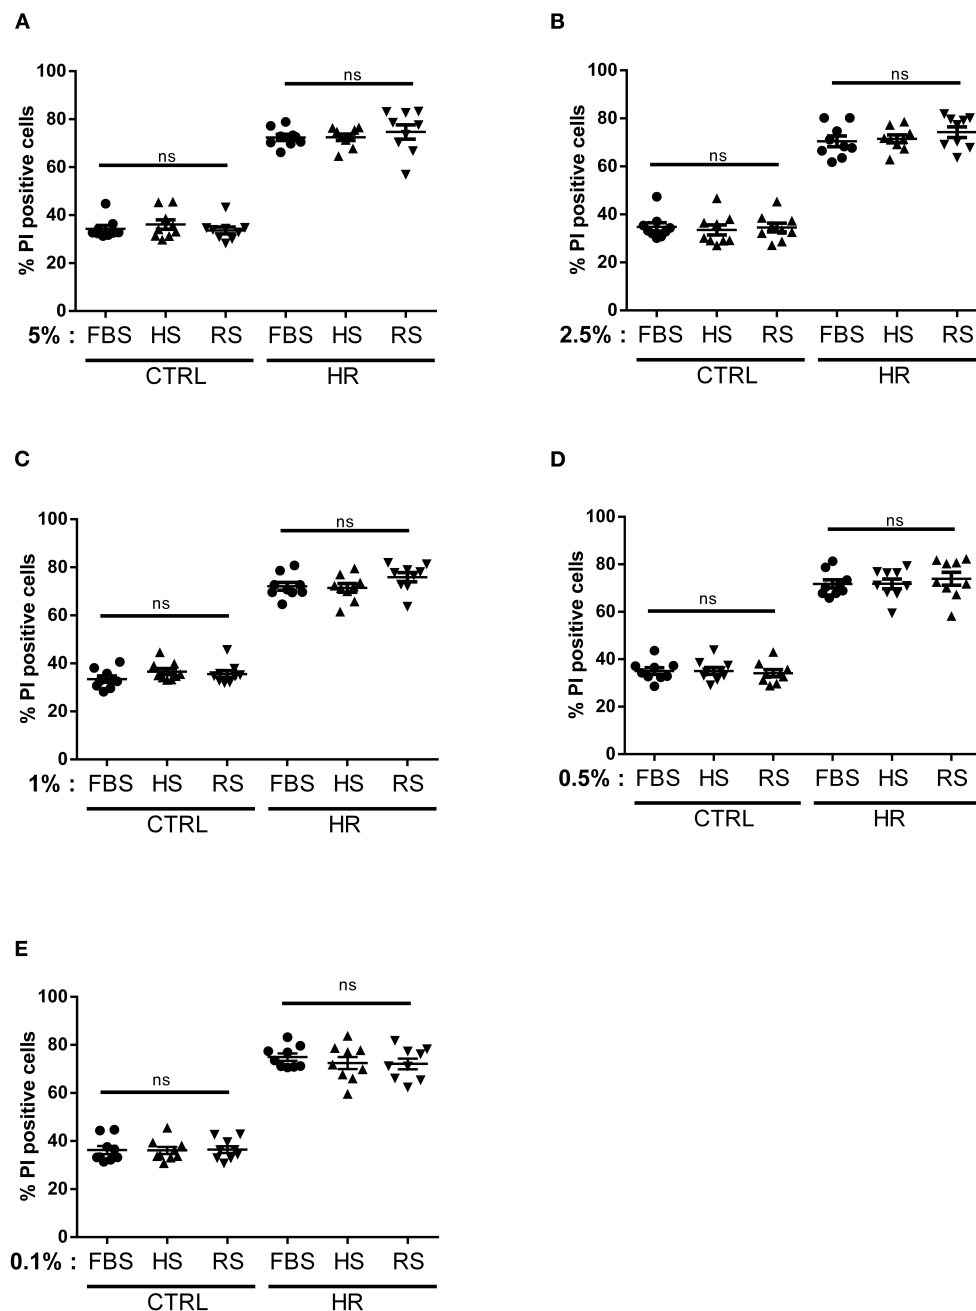 A
B
% PI positive cells
100
80
60
40
20
0
ns
ns
5% : FBS HS RS FBS HS RS
CTRL HR
% PI positive cells
100
80
60
40
20
0
ns
ns
2.5% : FBS HS RS FBS HS RS
CTRL HR
C
D
% PI positive cells
100
80
60
40
20
0
ns
ns
1% : FBS HS RS FBS HS RS
CTRL HR
% PI positive cells
100
80
60
40
20
0
ns
ns
0.5% : FBS HS RS FBS HS RS
CTRL HR
E
% PI positive cells
100
80
60
40
20
0
ns
ns
0.1% : FBS HS RS FBS HS RS
CTRL HR